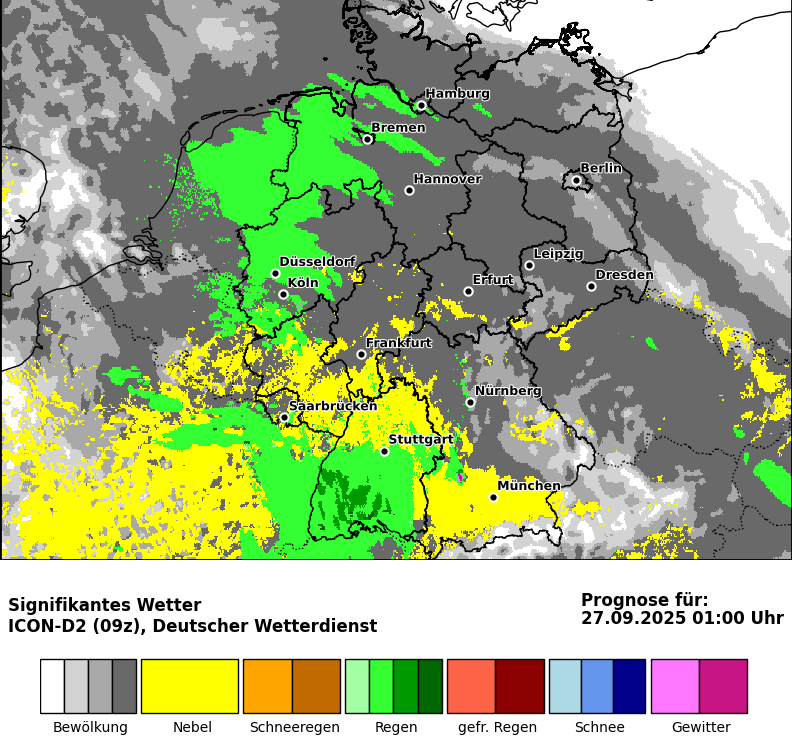 Hamburg
Bremen
Berlin
Hannover
Leipzig
Düsseldorf
Dresden
Köln
Erfurt
Frankfurt
Nürnberg
Saarbrücken
Stuttgart
München
Signifikantes Wetter
ICON-D2 (09z), Deutscher Wetterdienst
Prognose für:
27.09.2025 01:00 Uhr
Bewölkung
Nebel
Schneeregen
Regen
gefr. Regen
Schnee
Gewitter